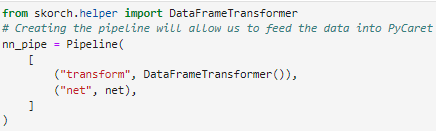 from skorch.helper import DataFrameTransformer
# Creating the pipeline will allow us to feed the data into PyCaret
nn_pipe = Pipeline(
    [
        ("transform", DataFrameTransformer()),
        ("net", net),
    ]
)